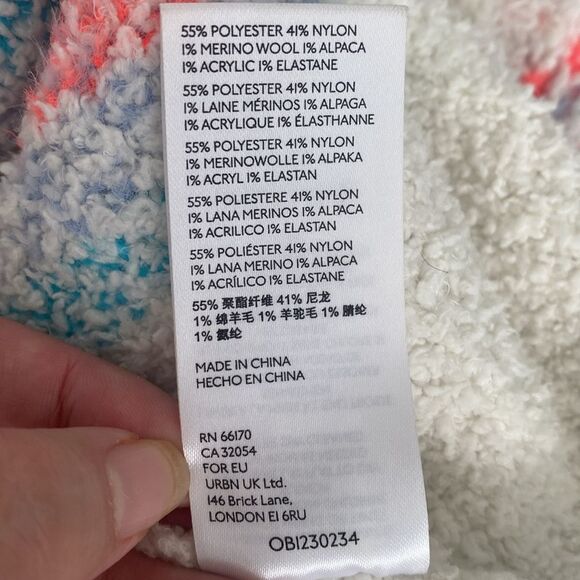 55% POLYESTER 41% NYLON
1% MERINO WOOL 1% ALPACA
1% ACRYLIC 1% ELASTANE
55% POLYESTER 41% NYLON
1% LAINE MÉRINOS 1% ALPAGA
1% ACRYLIQUE 1% ÉLASTHANNE
55% POLYESTER 41% NYLON
1% MERINOWOLLE 1% ALPAKA
1% ACRYL 1% ELASTAN
55% POLIESTERE 41% NYLON
1% LANA MERINOS 1% ALPACA
1% ACRILICO 1% ELASTAN
55% POLIÉSTER 41% NYLON
1% LANA MERINO 1% ALPACA
1% ACRÍLICO 1% ELASTANE
55% 聚酯纤维 41% 尼龙
1% 绵羊毛 1% 羊驼毛 1% 腈纶
1% 氨纶
MADE IN CHINA
HECHO EN CHINA
RN 66170
CA 32054
FOR EU
URBN UK Ltd.
146 Brick Lane,
LONDON E1 6RU
OB1230234